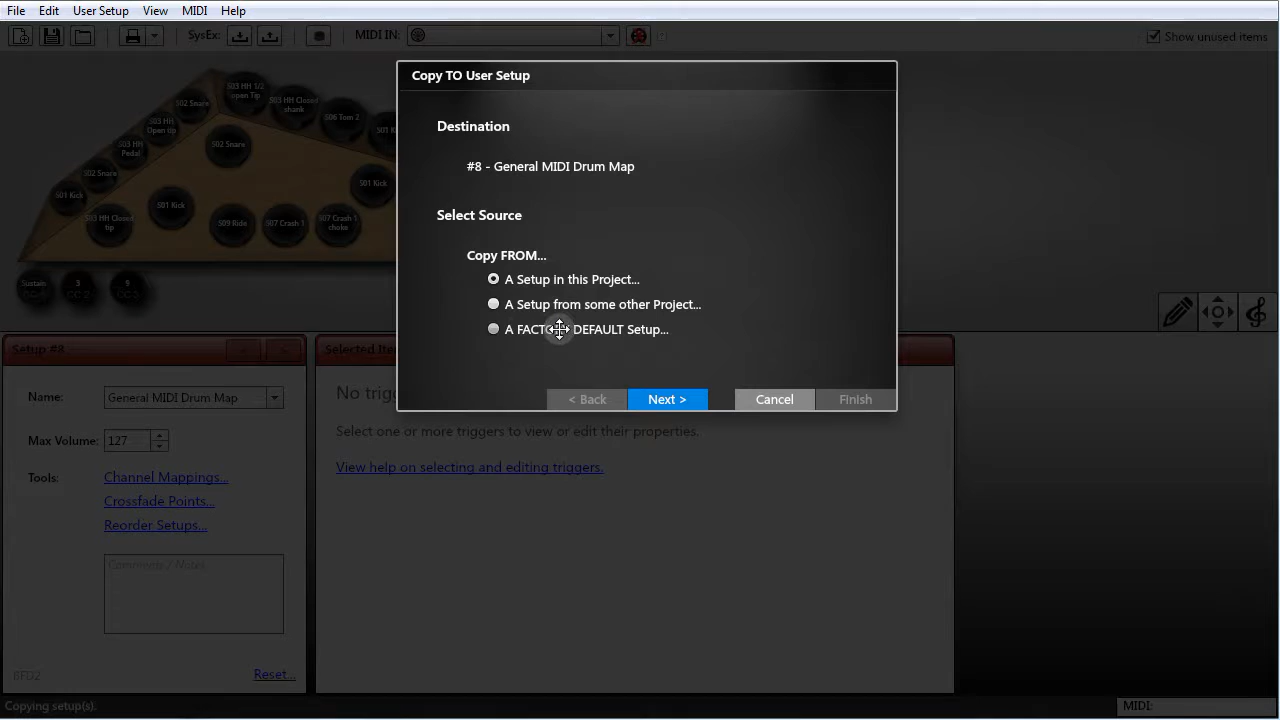 File Edit User Setup View MIDI Help
SysEx: MIDI IN: Show unused items
Copy TO User Setup
Destination
#8 - General MIDI Drum Map
Select Source
Copy FROM...
A Setup in this Project...
A Setup from some other Project...
A FACT DEFAULT Setup...
< Back Next > Cancel Finish
S03 HH 1/2 open Tip
S03 HH Closed shank
S02 Snare
S06 Tom 2
S03 HH Open tip
S02 Snare
S03 HH Pedal
S02 Snare
S01 Kick
S01 Kick
S01 Kick
S03 HH Closed tip
S09 Ride
S07 Crash 1
S07 Crash 1 choke
Sustain
3
CC 2
Setup #8
Name: General MIDI Drum Map
Max Volume: 127
Tools: Channel Mappings...
Crossfade Points...
Reorder Setups...
Comments / Notes
BFD2 Reset...
Selected Ite
No trig
Select one or more triggers to view or edit their properties.
View help on selecting and editing triggers.
Copying setup(s). MIDI: